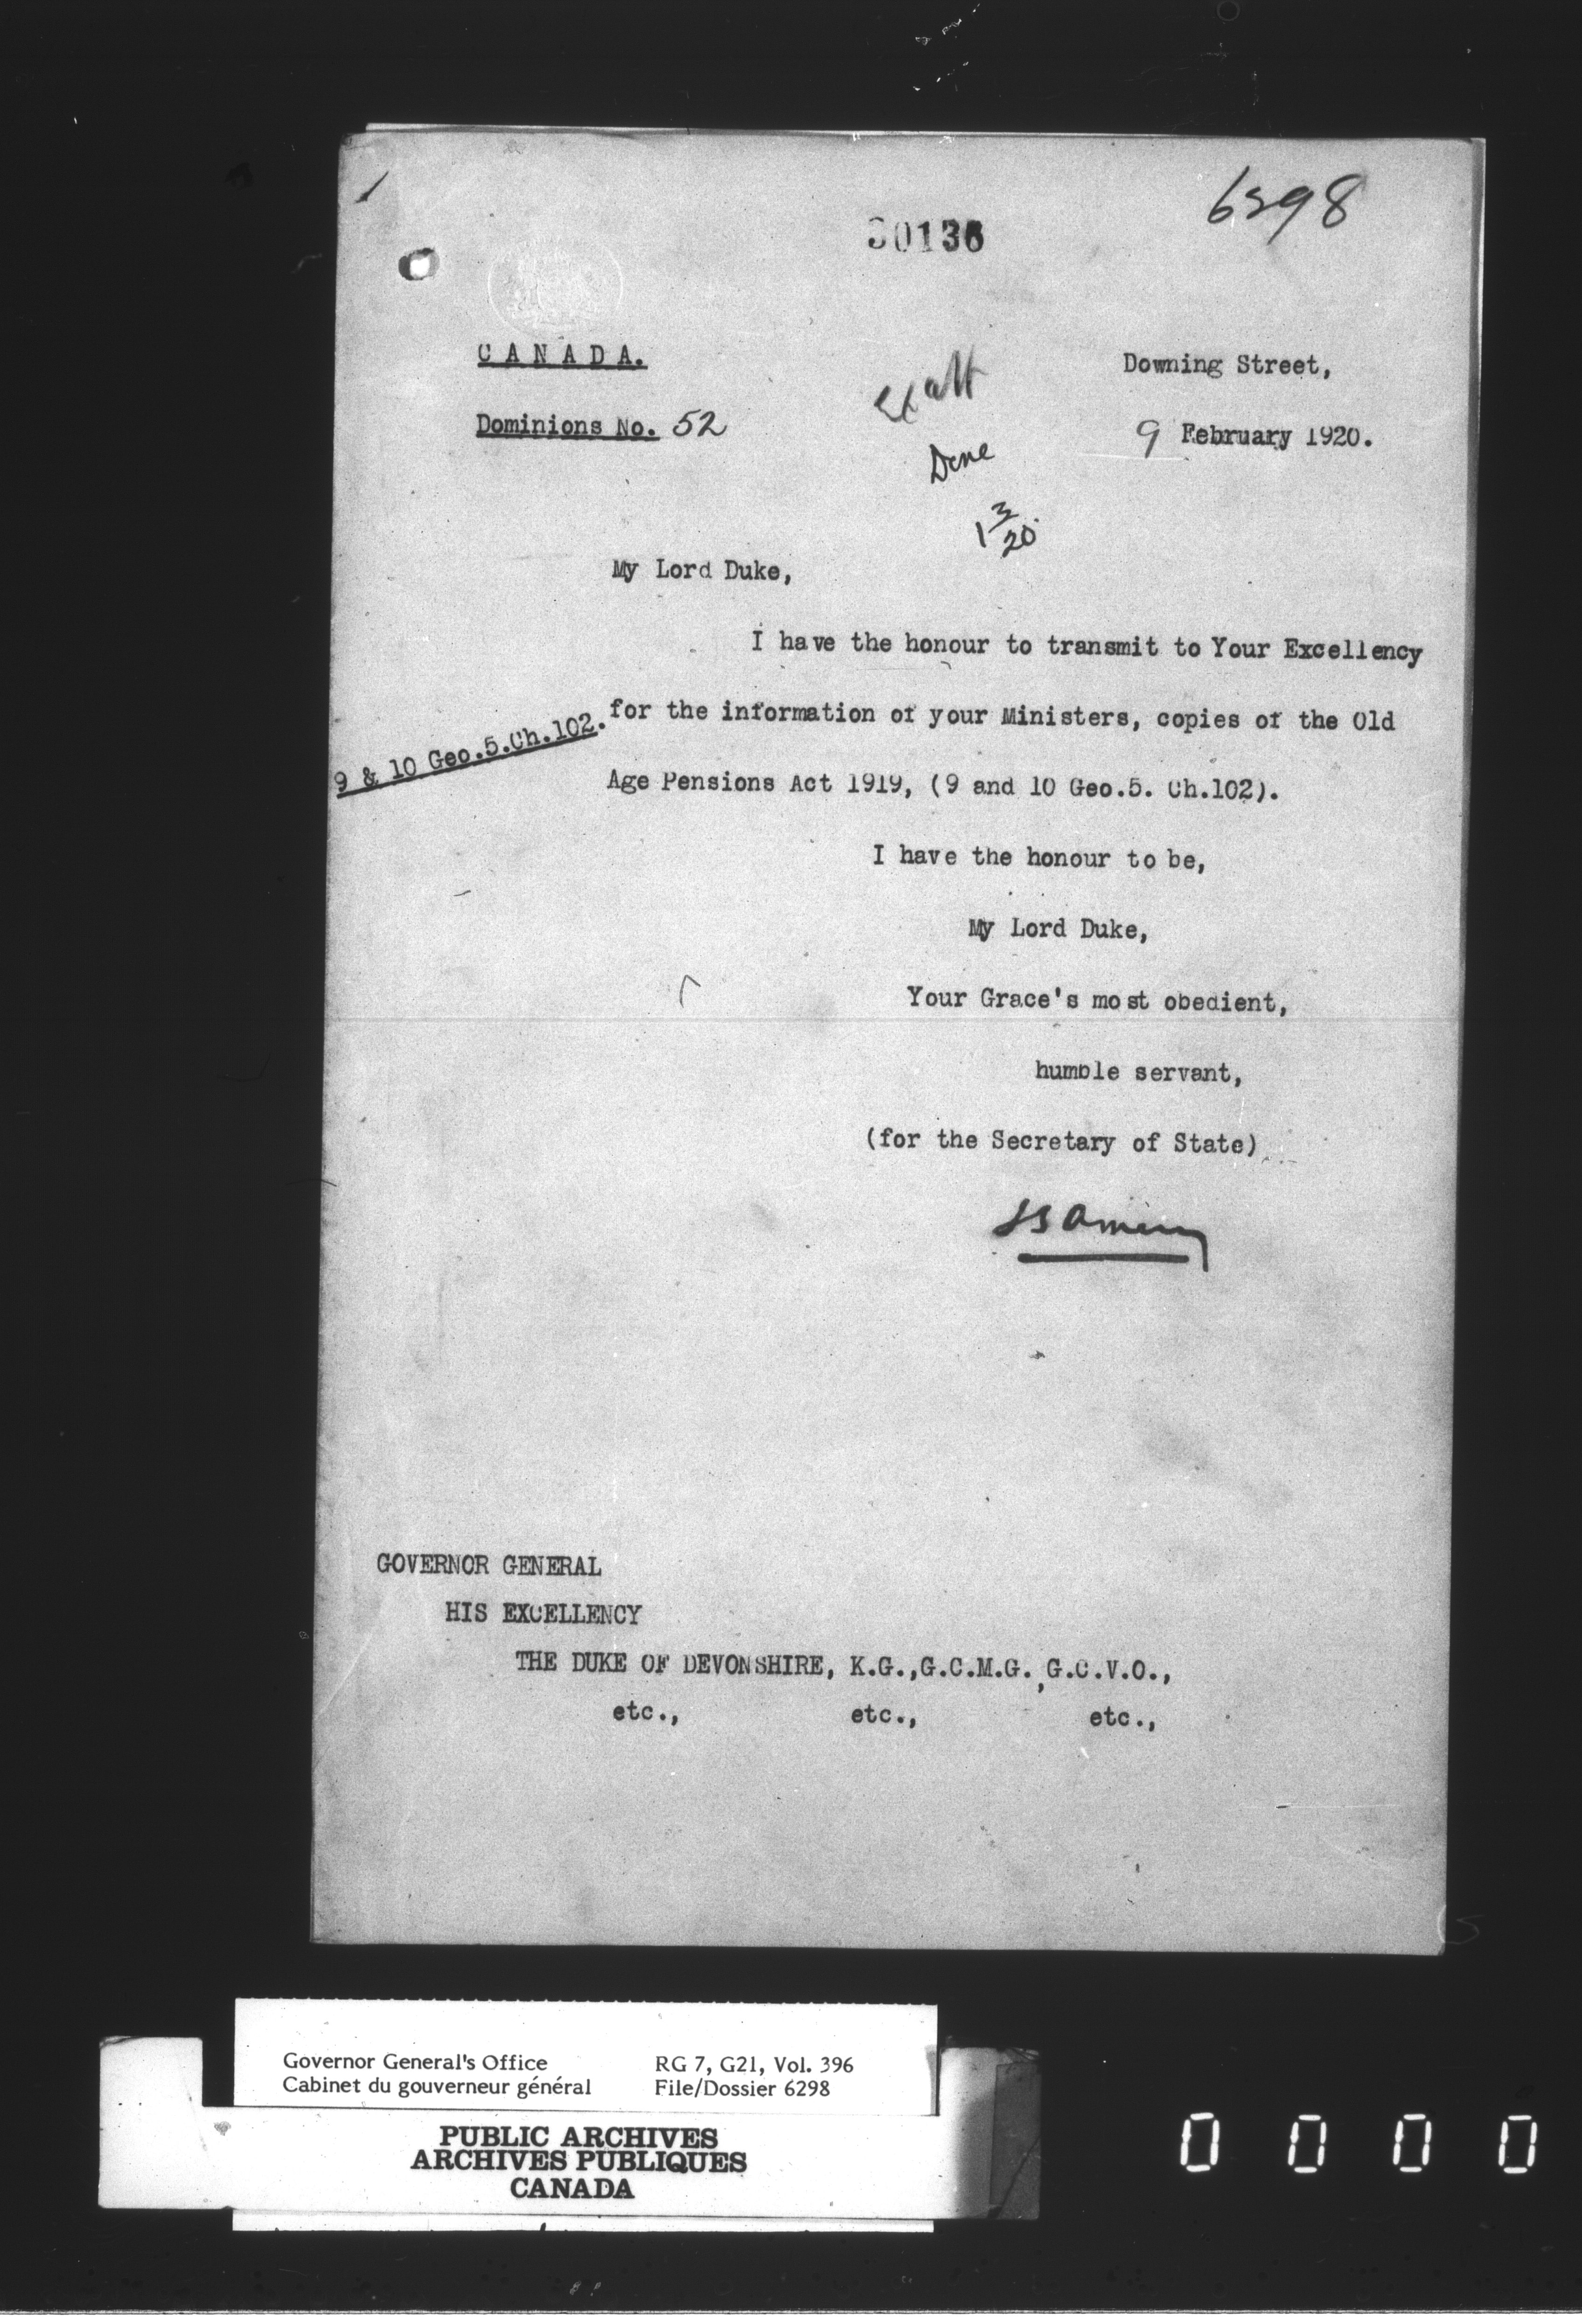 6298
30136
CANADA.
Downing Street,
Dominions No. 52
9 February 1920.
Done
1 3/20
My Lord Duke,
I have the honour to transmit to Your Excellency
9 & 10 Geo.5.Ch.102.
for the information of your Ministers, copies of the Old
Age Pensions Act 1919, (9 and 10 Geo.5. Ch.102).
I have the honour to be,
My Lord Duke,
Your Grace's most obedient,
humble servant,
(for the Secretary of State)
LS Amery
GOVERNOR GENERAL
HIS EXCELLENCY
THE DUKE OF DEVONSHIRE, K.G.,G.C.M.G.,G.C.V.O.,
etc., etc., etc.,
Governor General's Office RG 7, G21, Vol. 396
Cabinet du gouverneur général File/Dossier 6298
PUBLIC ARCHIVES
ARCHIVES PUBLIQUES
CANADA
0 0 0 0